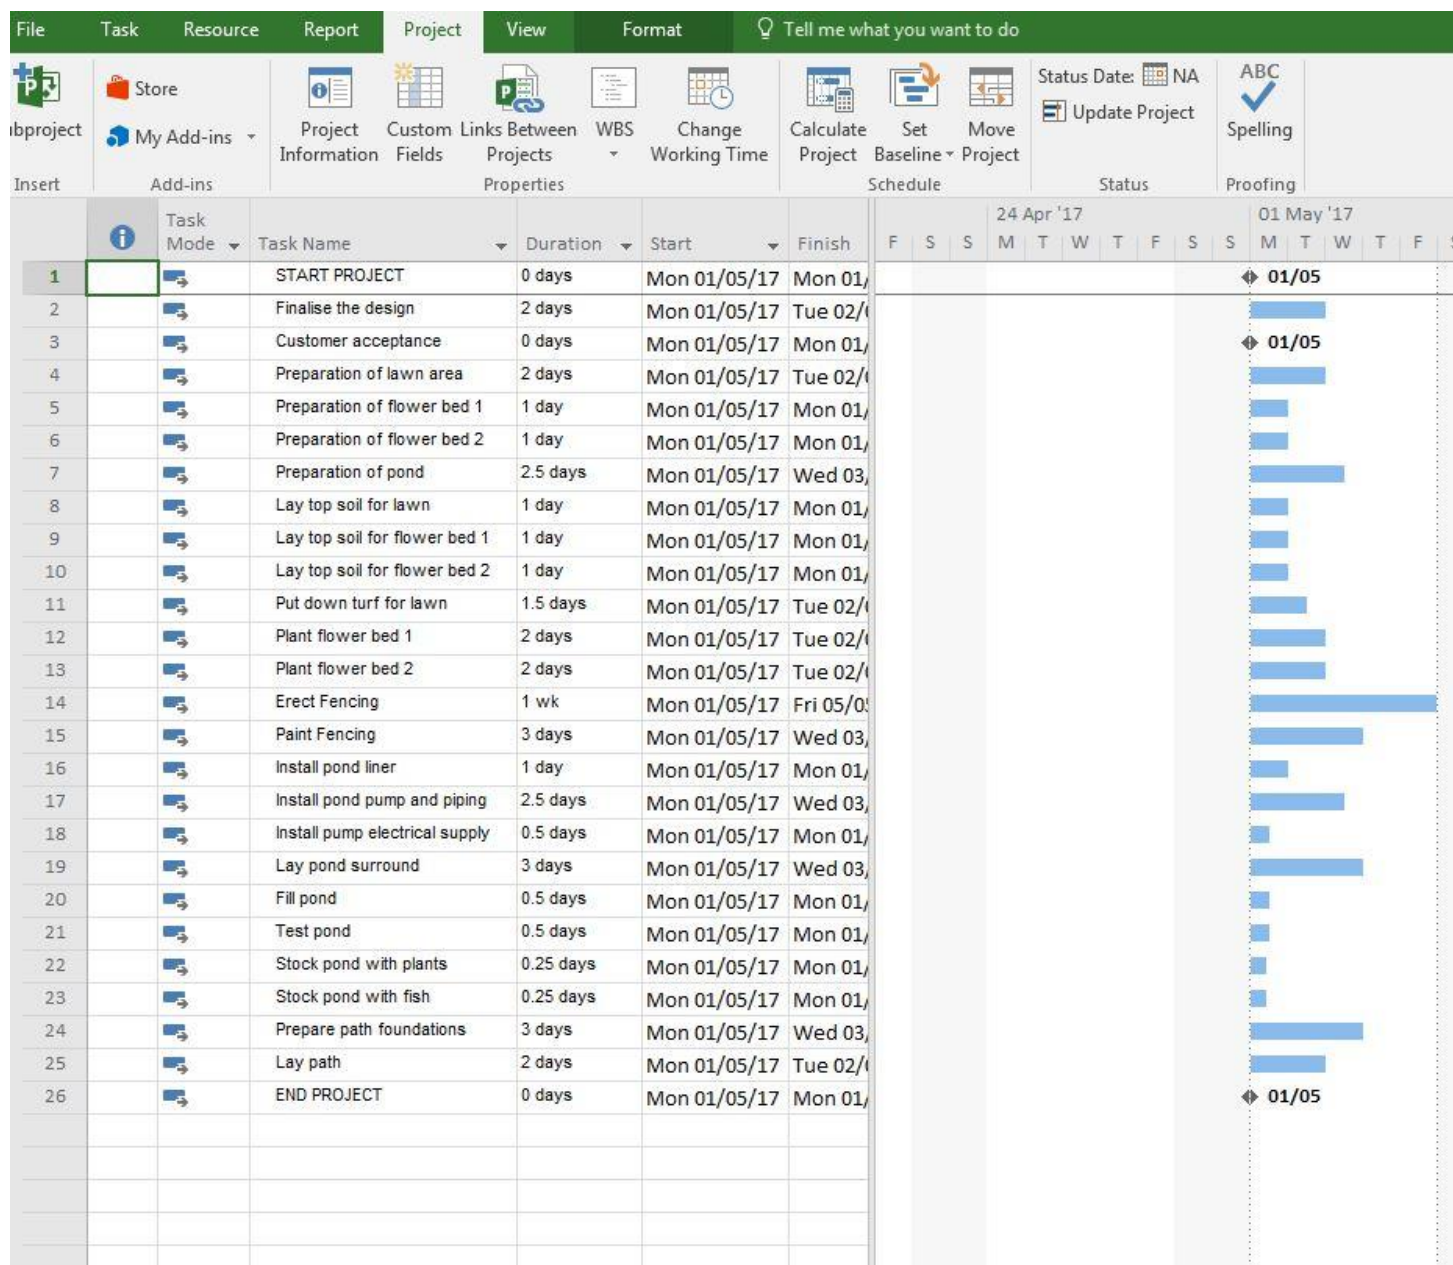 File Task Resource Report Project View Format Tell me what you want to do
Store
My Add-ins
ubproject
Project Information
Custom Fields
Links Between Projects
WBS
Change Working Time
Calculate Project
Set Baseline
Move Project
Status Date: NA
Update Project
ABC
Spelling
Insert Add-ins Properties Schedule Status Proofing
Task Mode Task Name Duration Start Finish
24 Apr '17 01 May '17
F S S M T W T F S S M T W T F S
1 START PROJECT 0 days Mon 01/05/17 Mon 01/ 01/05
2 Finalise the design 2 days Mon 01/05/17 Tue 02/0
3 Customer acceptance 0 days Mon 01/05/17 Mon 01/ 01/05
4 Preparation of lawn area 2 days Mon 01/05/17 Tue 02/0
5 Preparation of flower bed 1 1 day Mon 01/05/17 Mon 01/
6 Preparation of flower bed 2 1 day Mon 01/05/17 Mon 01/
7 Preparation of pond 2.5 days Mon 01/05/17 Wed 03/
8 Lay top soil for lawn 1 day Mon 01/05/17 Mon 01/
9 Lay top soil for flower bed 1 1 day Mon 01/05/17 Mon 01/
10 Lay top soil for flower bed 2 1 day Mon 01/05/17 Mon 01/
11 Put down turf for lawn 1.5 days Mon 01/05/17 Tue 02/0
12 Plant flower bed 1 2 days Mon 01/05/17 Tue 02/0
13 Plant flower bed 2 2 days Mon 01/05/17 Tue 02/0
14 Erect Fencing 1 wk Mon 01/05/17 Fri 05/05
15 Paint Fencing 3 days Mon 01/05/17 Wed 03/
16 Install pond liner 1 day Mon 01/05/17 Mon 01/
17 Install pond pump and piping 2.5 days Mon 01/05/17 Wed 03/
18 Install pump electrical supply 0.5 days Mon 01/05/17 Mon 01/
19 Lay pond surround 3 days Mon 01/05/17 Wed 03/
20 Fill pond 0.5 days Mon 01/05/17 Mon 01/
21 Test pond 0.5 days Mon 01/05/17 Mon 01/
22 Stock pond with plants 0.25 days Mon 01/05/17 Mon 01/
23 Stock pond with fish 0.25 days Mon 01/05/17 Mon 01/
24 Prepare path foundations 3 days Mon 01/05/17 Wed 03/
25 Lay path 2 days Mon 01/05/17 Tue 02/0
26 END PROJECT 0 days Mon 01/05/17 Mon 01/ 01/05